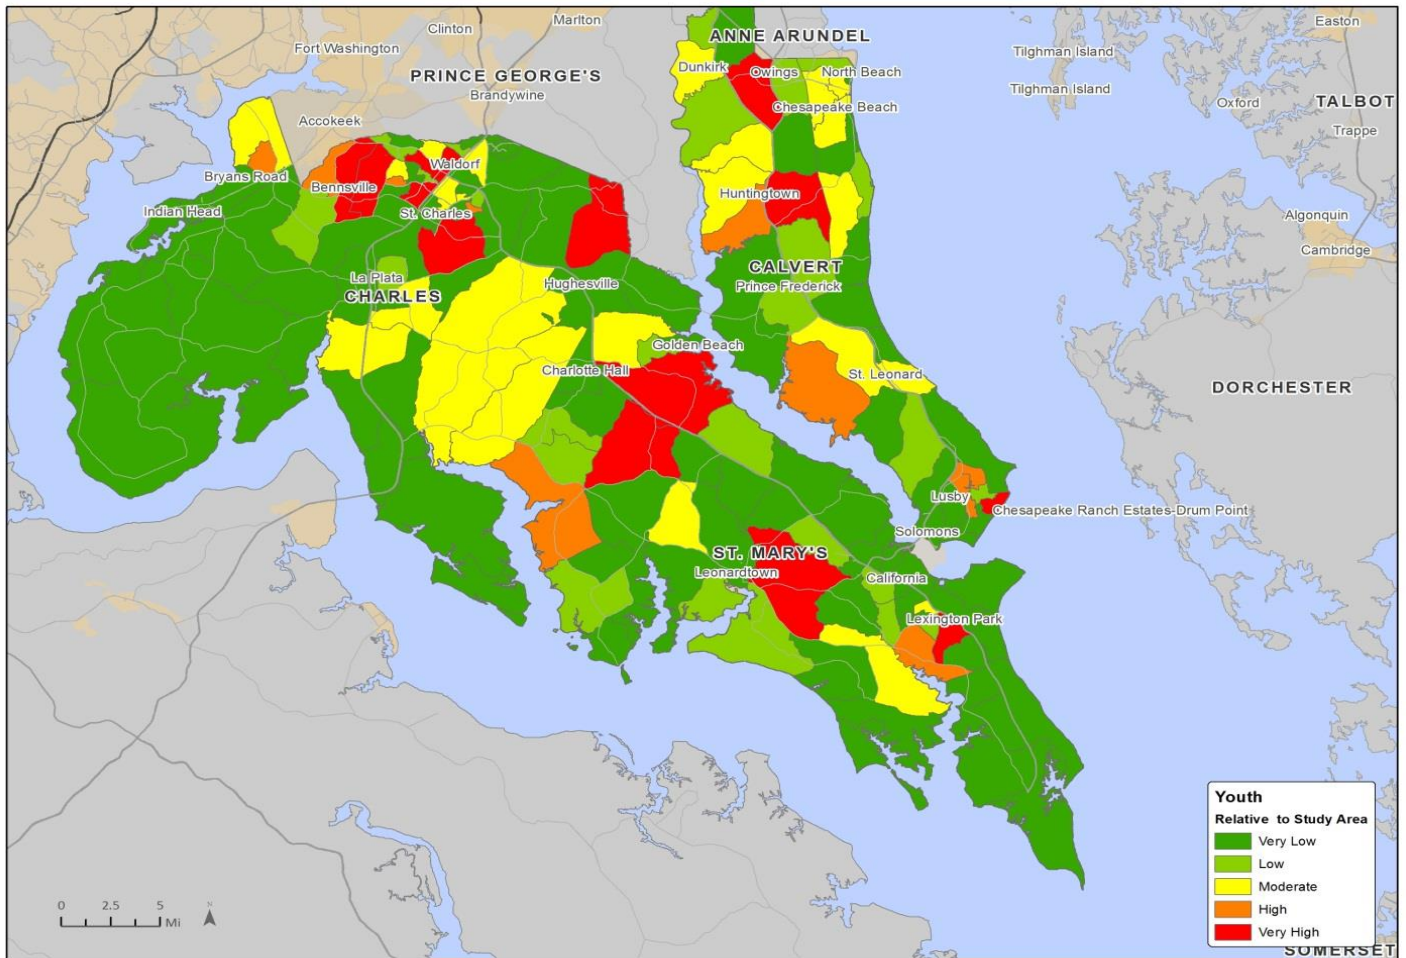 Marlton
Clinton
Easton
ANNE ARUNDEL
Fort Washington
Tilghman Island
Dunkirk
Owings
North Beach
PRINCE GEORGE'S
Brandywine
Tilghman Island
Oxford
TALBOT
Chesapeake Beach
Accokeek
Trappe
Waldorf
Bryans Road
Bennsville
Huntingtown
Indian Head
St. Charles
Algonquin
Cambridge
CALVERT
La Plata
Hughesville
Prince Frederick
CHARLES
Golden Beach
Charlotte Hall
St. Leonard
DORCHESTER
Lusby
Chesapeake Ranch Estates-Drum Point
Solomons
ST. MARY'S
Leonardtown
California
Lexington Park
Youth
Relative to Study Area
Very Low
Low
Moderate
High
Very High
0 2.5 5
Mi
N
SOMERSET